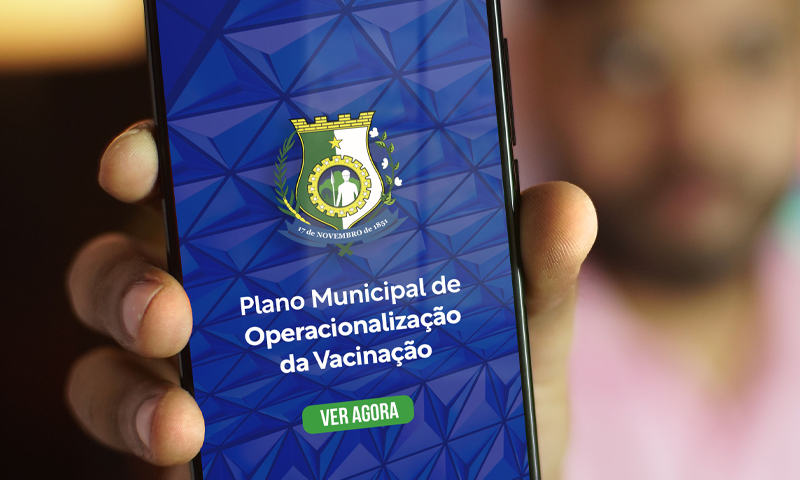 17 de NOVEMBRO de 1851
Plano Municipal de
Operacionalização
da Vacinação
VER AGORA